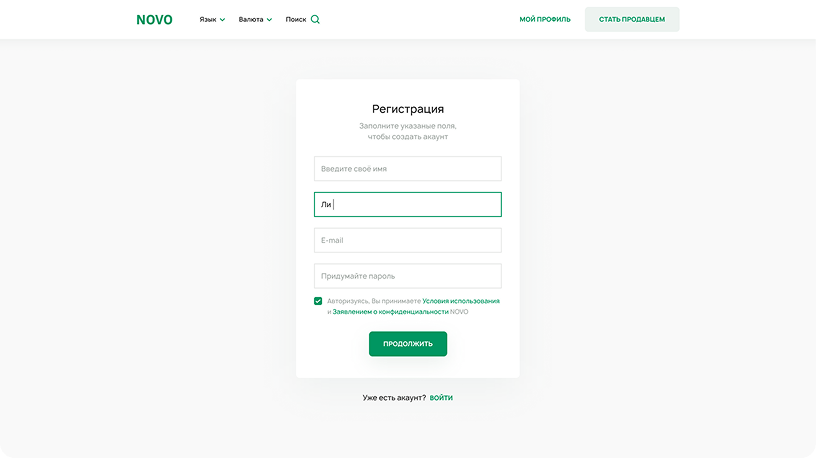 NOVO Язык Валюта Поиск МОЙ ПРОФИЛЬ СТАТЬ ПРОДАВЦЕМ
Регистрация
Заполните указаные поля,
чтобы создать акаунт
Введите своё имя
Ли
E-mail
Придумайте пароль
Авторизуясь, Вы принимаете Условия использования
и Заявлением о конфиденциальности NOVO
ПРОДОЛЖИТЬ
Уже есть акаунт? ВОЙТИ